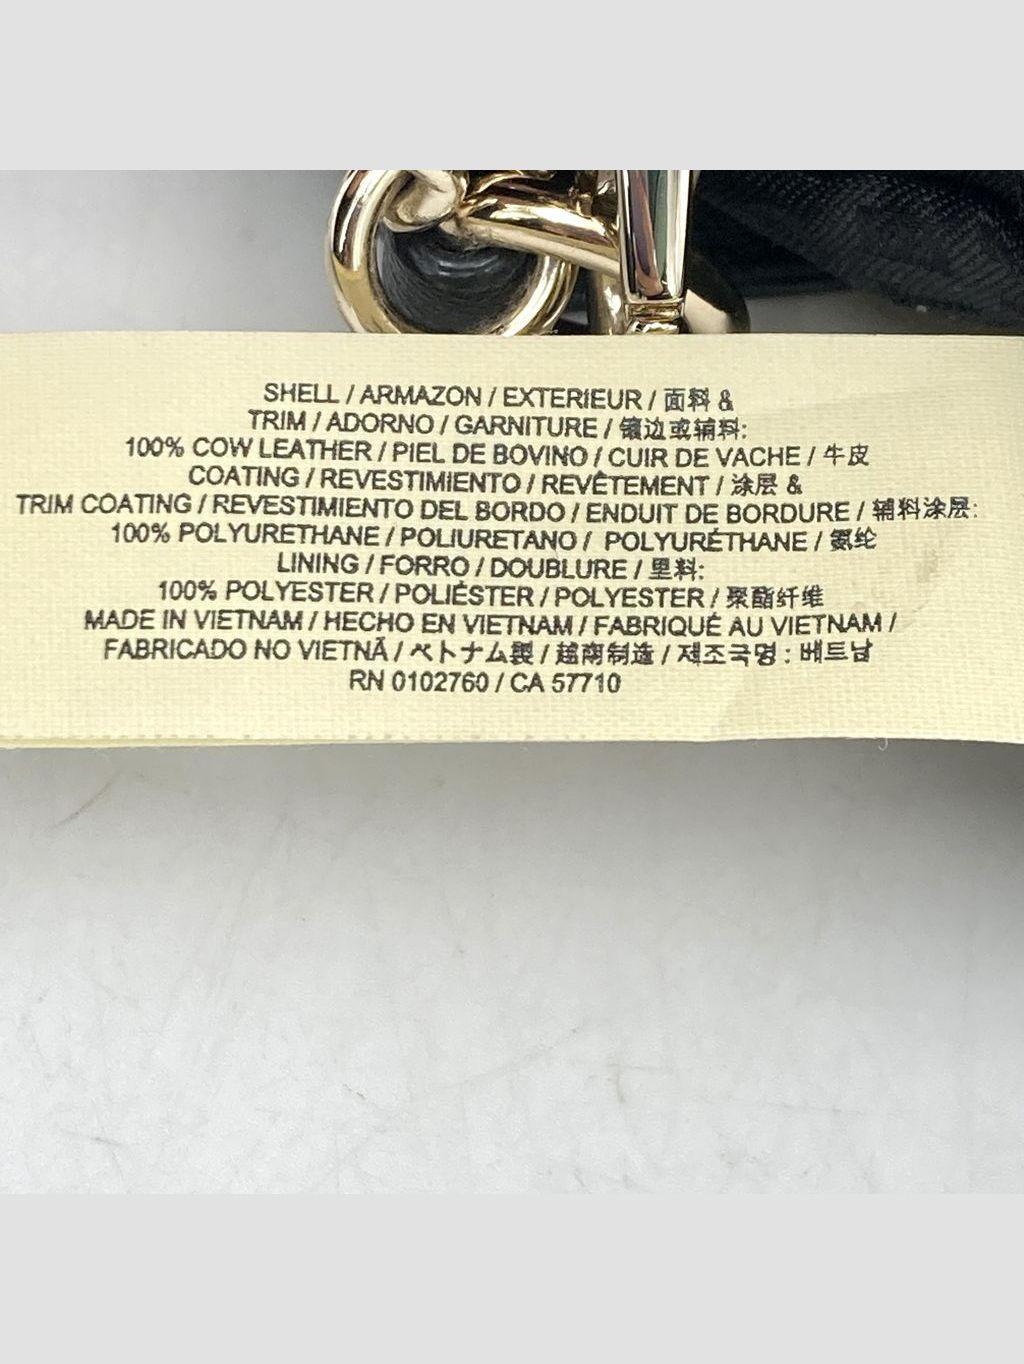 SHELL / ARMAZON / EXTERIEUR / 面料 &
TRIM / ADORNO / GARNITURE / 镶边或辅料:
100% COW LEATHER / PIEL DE BOVINO / CUIR DE VACHE / 牛皮
COATING / REVESTIMIENTO / REVÊTEMENT / 涂层 &
TRIM COATING / REVESTIMIENTO DEL BORDO / ENDUIT DE BORDURE / 辅料涂层:
100% POLYURETHANE / POLIURETANO / POLYURÉTHANE / 氨纶
LINING / FORRO / DOUBLURE / 里料:
100% POLYESTER / POLIÉSTER / POLYESTER / 聚酯纤维
MADE IN VIETNAM / HECHO EN VIETNAM / FABRIQUÉ AU VIETNAM /
FABRICADO NO VIETNÃ / ベトナム製 / 越南制造 / 제조국명 : 베트남
RN 0102760 / CA 57710